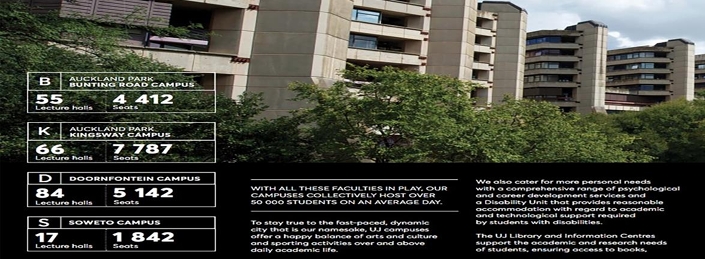 B
AUCKLAND PARK
BUNTING ROAD CAMPUS
55 4 412
Lecture halls Seats
K
AUCKLAND PARK
KINGSWAY CAMPUS
66 7 787
Lecture halls Seats
D
DOORNFONTEIN CAMPUS
84 5 142
Lecture halls Seats
S
SOWETO CAMPUS
17 1 842
Lecture halls Seats
WITH ALL THESE FACULTIES IN PLAY, OUR
CAMPUSES COLLECTIVELY HOST OVER
50 000 STUDENTS ON AN AVERAGE DAY.
To stay true to the fast-paced, dynamic
city that is our namesake, UJ campuses
offer a happy balance of arts and culture
and sporting activities over and above
daily academic life.
We also cater for more personal needs
with a comprehensive range of psychological
and career development services and
a Disability Unit that provides reasonable
accommodation with regard to academic
and technological support required
by students with disabilities.
The UJ Library and Information Centres
support the academic and research needs
of students, ensuring access to books,